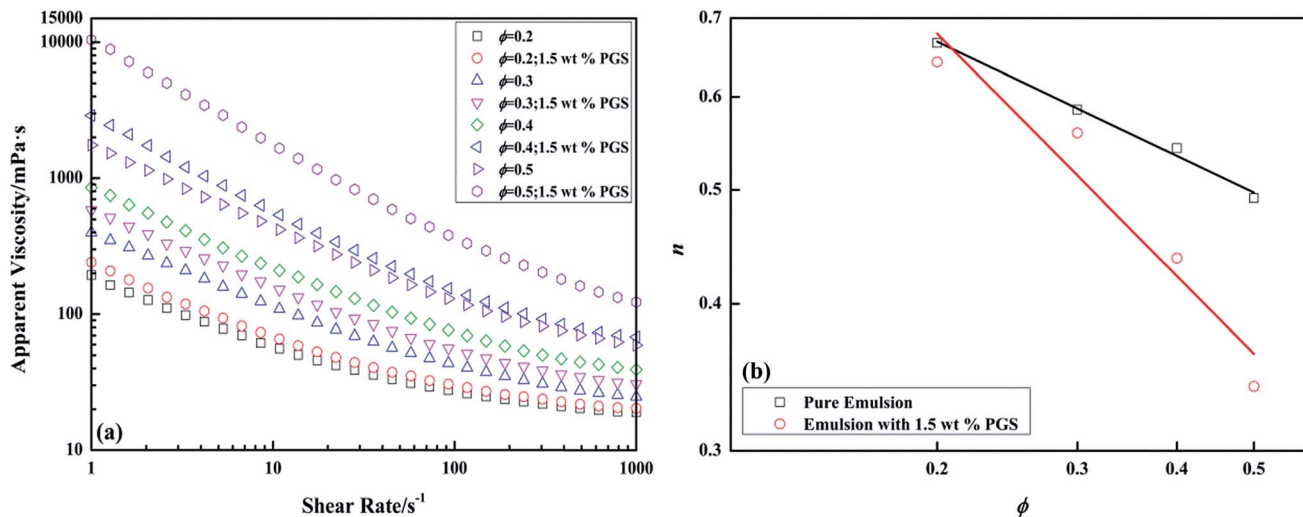 15000
10000
1000
100
10
Apparent Viscosity/mPa·s
ϕ=0.2
ϕ=0.2;1.5 wt % PGS
ϕ=0.3
ϕ=0.3;1.5 wt % PGS
ϕ=0.4
ϕ=0.4;1.5 wt % PGS
ϕ=0.5
ϕ=0.5;1.5 wt % PGS
(a)
1 10 100 1000
Shear Rate/s⁻¹
0.7
0.6
0.5
0.4
0.3
n
(b)
Pure Emulsion
Emulsion with 1.5 wt % PGS
0.2 0.3 0.4 0.5
ϕ